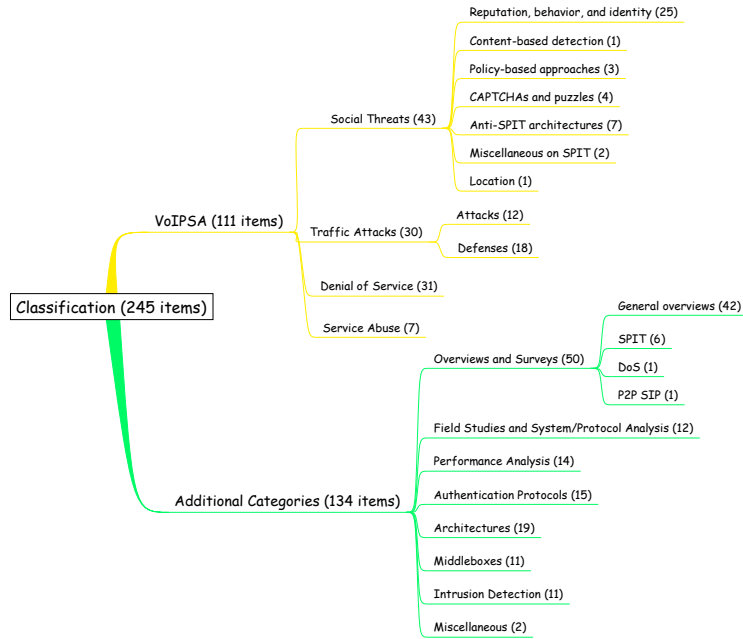 Classification (245 items)
VoIPSA (111 items)
Social Threats (43)
Reputation, behavior, and identity (25)
Content-based detection (1)
Policy-based approaches (3)
CAPTCHAs and puzzles (4)
Anti-SPIT architectures (7)
Miscellaneous on SPIT (2)
Location (1)
Traffic Attacks (30)
Attacks (12)
Defenses (18)
Denial of Service (31)
Service Abuse (7)
Additional Categories (134 items)
Overviews and Surveys (50)
General overviews (42)
SPIT (6)
DoS (1)
P2P SIP (1)
Field Studies and System/Protocol Analysis (12)
Performance Analysis (14)
Authentication Protocols (15)
Architectures (19)
Middleboxes (11)
Intrusion Detection (11)
Miscellaneous (2)